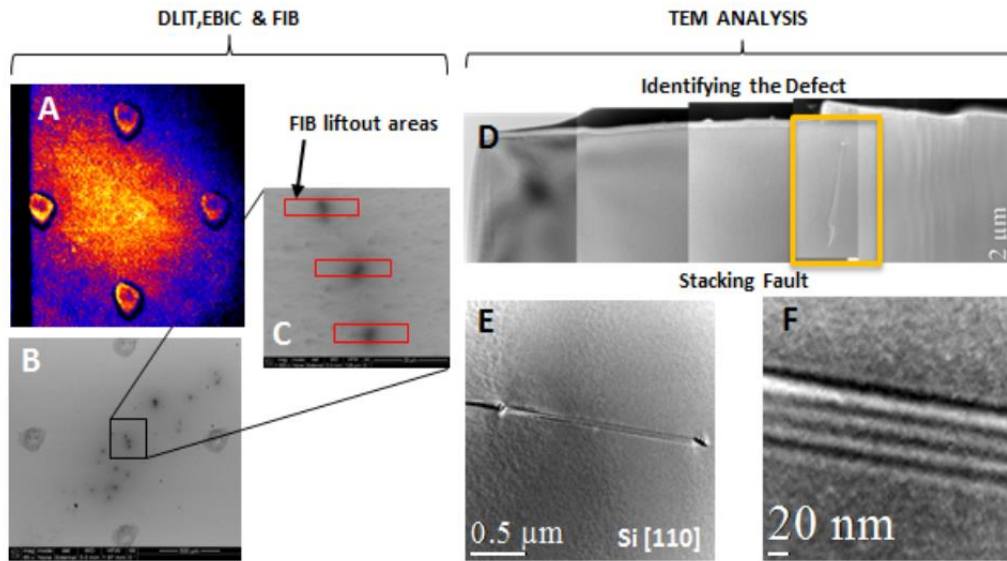 DLIT,EBIC & FIB
TEM ANALYSIS
Identifying the Defect
A
FIB liftout areas
D
2 µm
C
Stacking Fault
B
E
F
0.5 µm
Si [110]
20 nm